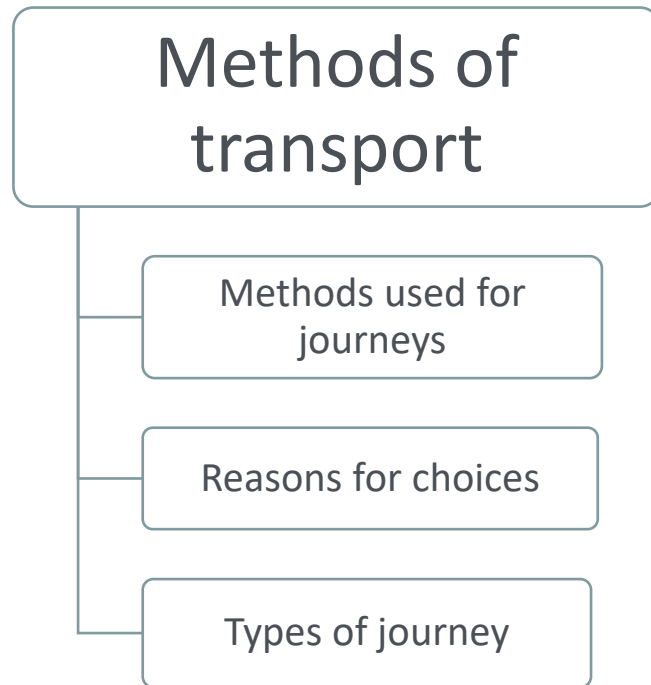 Methods of
transport
Methods used for
journeys
Reasons for choices
Types of journey